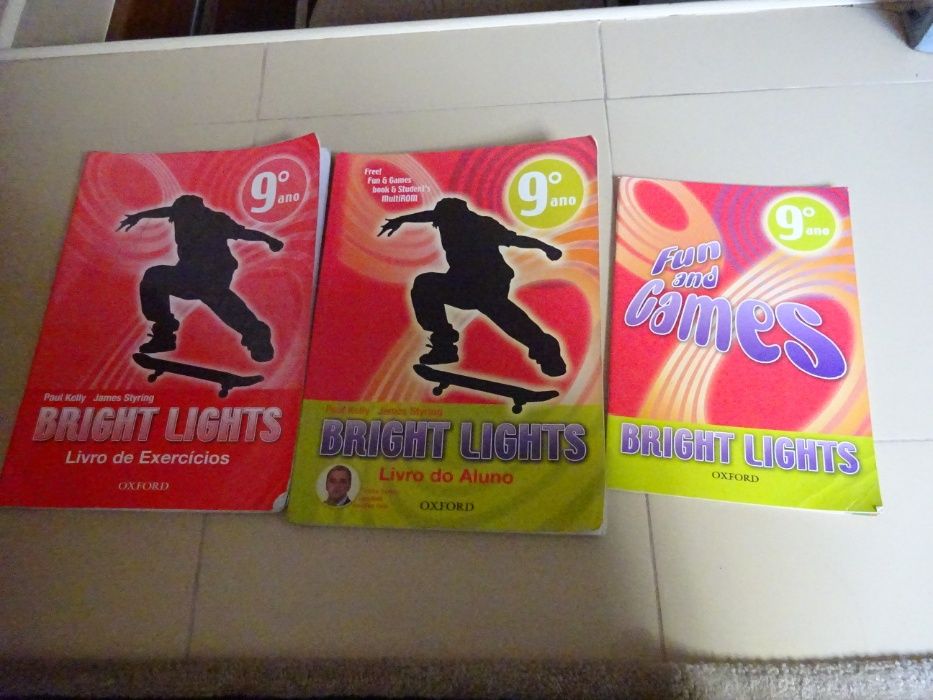 9º
ano
Paul Kelly James Styring
BRIGHT LIGHTS
Livro de Exercícios
OXFORD
Free!
Fun & Games
book & Student's
MultiROM
9º
ano
Paul Kelly James Styring
BRIGHT LIGHTS
Livro do Aluno
OXFORD
9º
ano
Fun
and
Games
BRIGHT LIGHTS
OXFORD